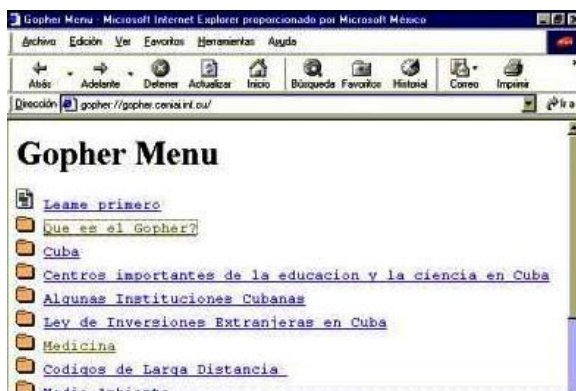 Gopher Menu - Microsoft Internet Explorer proporcionado por Microsoft México
Archivo Edición Ver Favoritos Herramientas Ayuda
Atrás Adelante Detener Actualizar Inicio Búsqueda Favoritos Historial Correo Imprimir
Dirección gopher://gopher.ceniai.inf.cu/ Ir a
Gopher Menu
Leame primero
Que es el Gopher?
Cuba
Centros importantes de la educacion y la ciencia en Cuba
Algunas Instituciones Cubanas
Ley de Inversiones Extranjeras en Cuba
Medicina
Codigos de Larga Distancia
Medio Ambiente